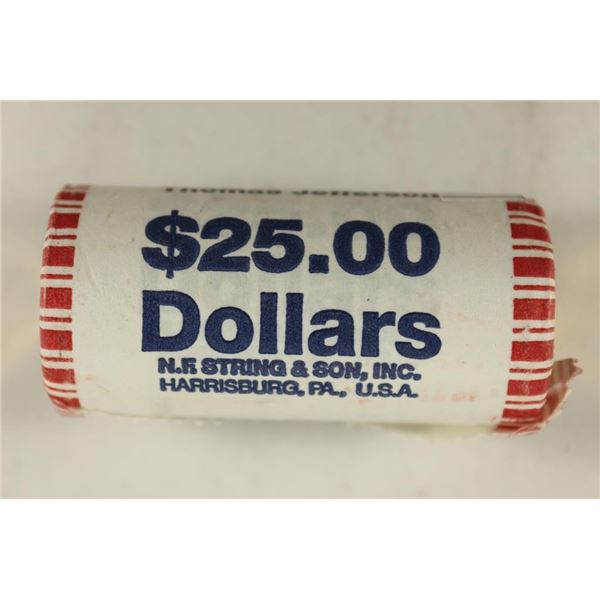 Thomas Jefferson
$25.00
Dollars
N.F. STRING & SON, INC.
HARRISBURG, PA., U.S.A.